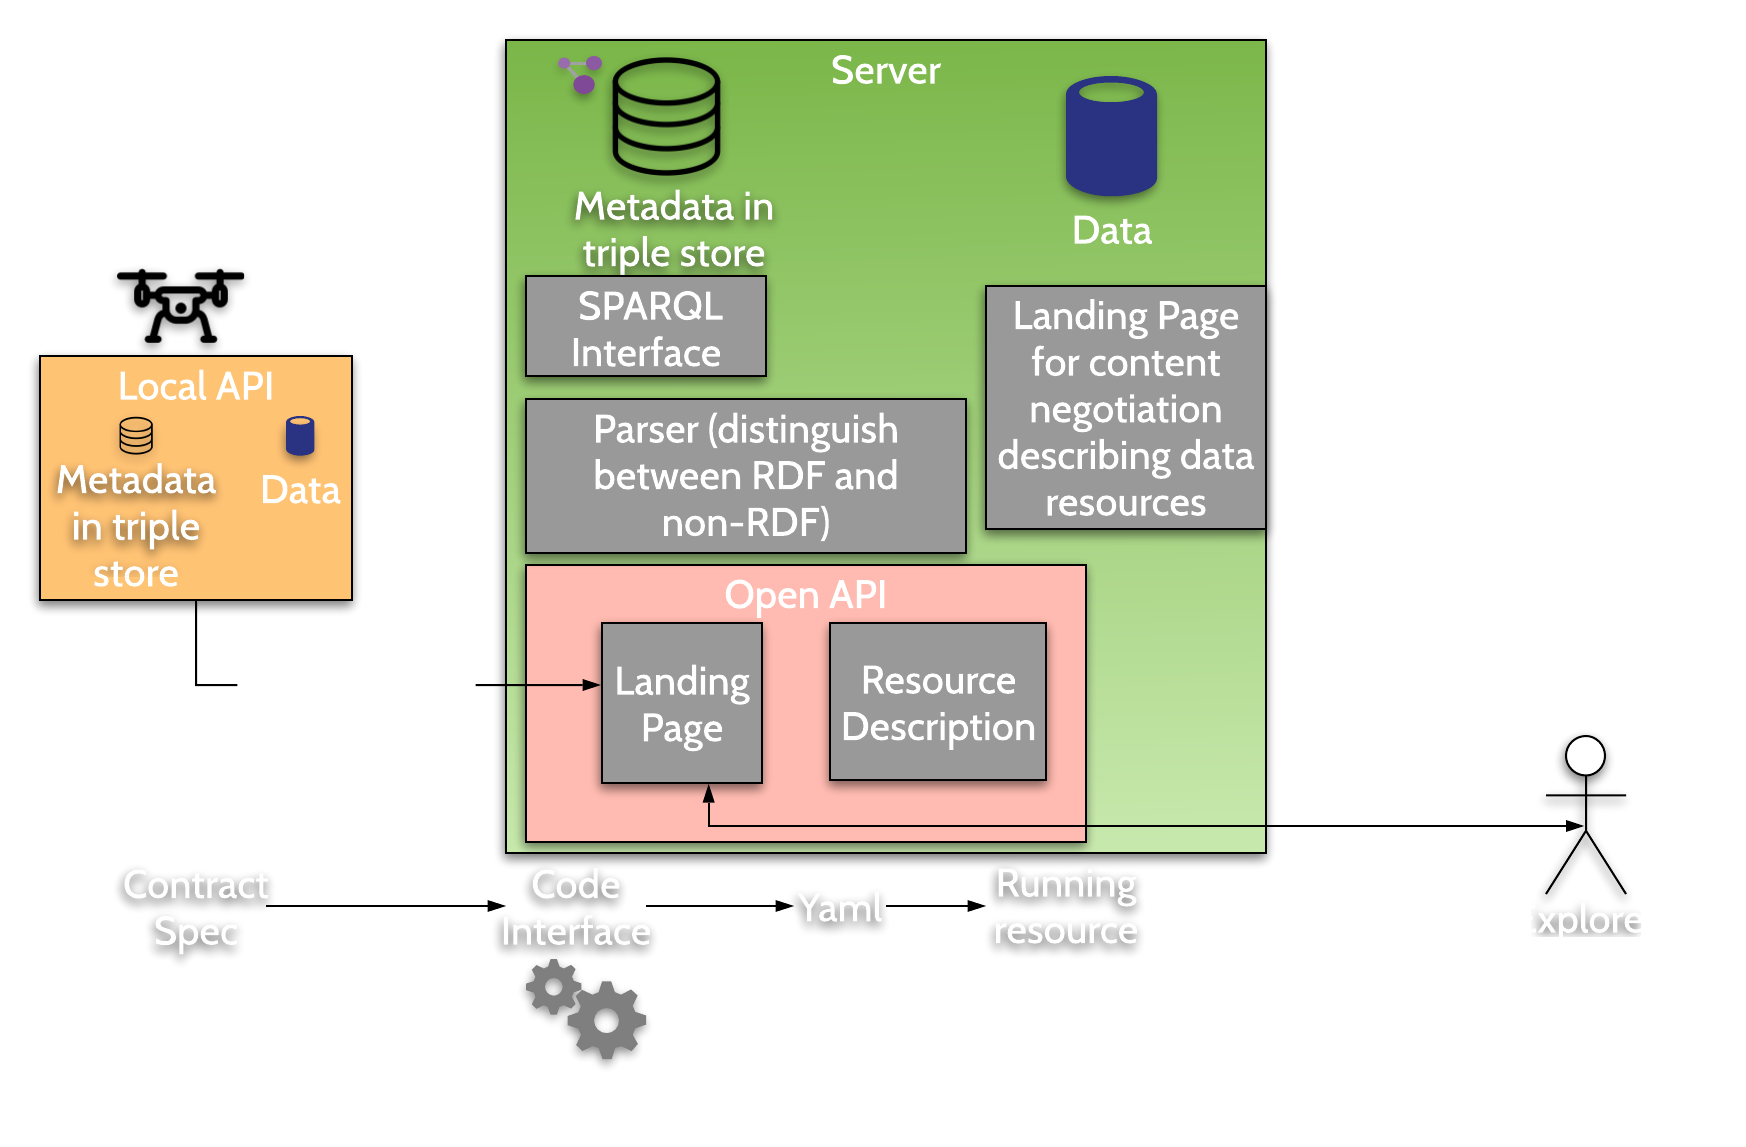 Server
Metadata in
triple store
Data
SPARQL
Interface
Landing Page
for content
negotiation
describing data
resources
Local API
Metadata
in triple
store
Data
Parser (distinguish
between RDF and
non-RDF)
Open API
Landing
Page
Resource
Description
Contract
Spec
Code
Interface
Yaml
Running
resource
xplore